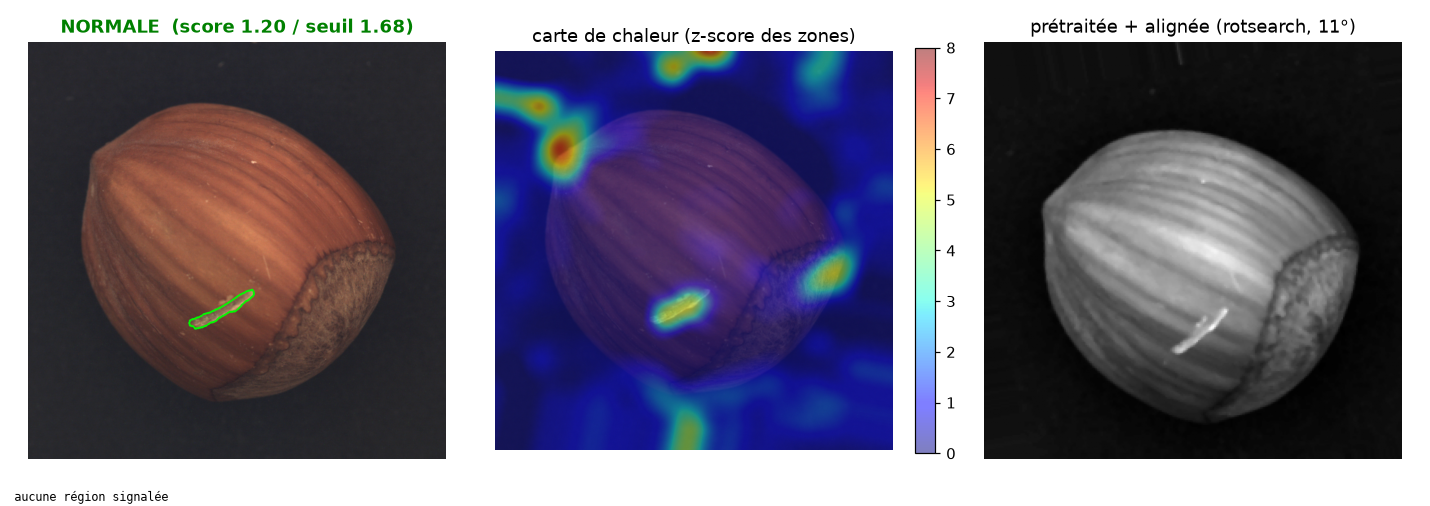 NORMALE  (score 1.20 / seuil 1.68)
carte de chaleur (z-score des zones)
prétraitée + alignée (rotsearch, 11°)
8
7
6
5
4
3
2
1
0
aucune région signalée